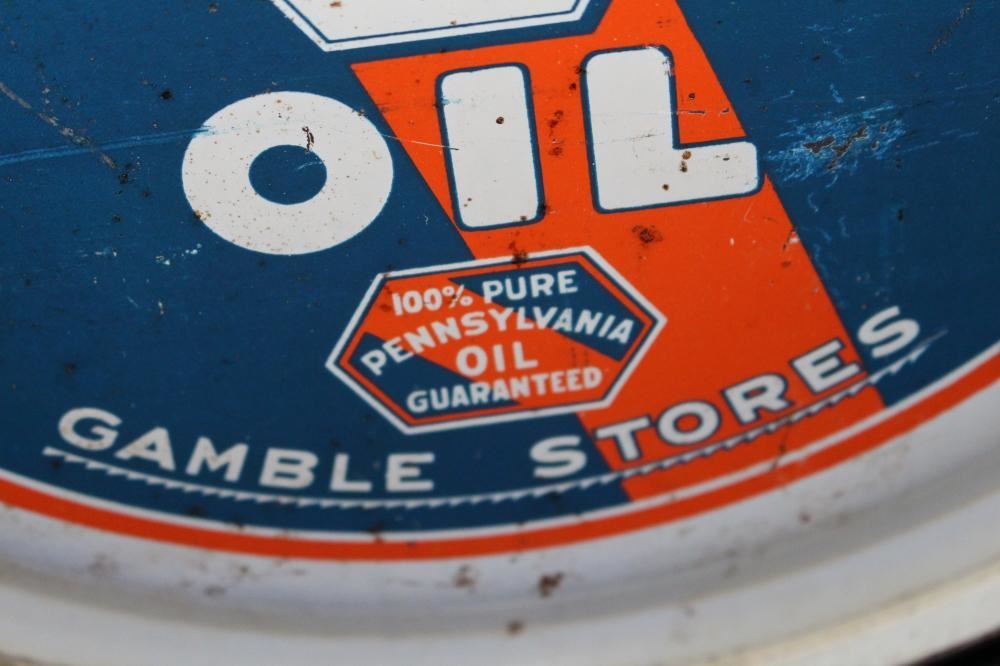 OIL
100% PURE
PENNSYLVANIA
OIL
GUARANTEED
GAMBLE STORES